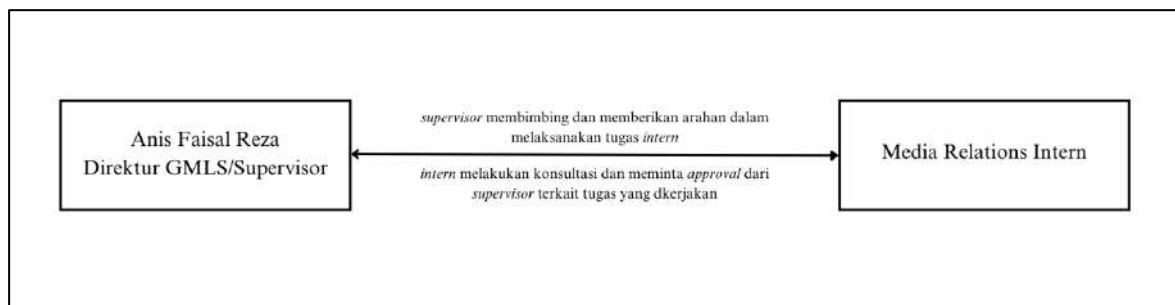 Anis Faisal Reza
Direktur GMLS/Supervisor
supervisor membimbing dan memberikan arahan dalam
melaksanakan tugas intern
intern melakukan konsultasi dan meminta approval dari
supervisor terkait tugas yang dkerjakan
Media Relations Intern